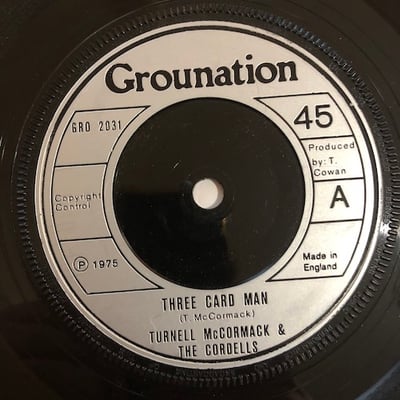 Grounation
GRO 2031
45
Produced
by: T.
Cowan
Copyright
Control
A
℗ 1975
Made in
England
THREE CARD MAN
(T. McCormack)
TURNELL McCORMACK &
THE CORDELLS